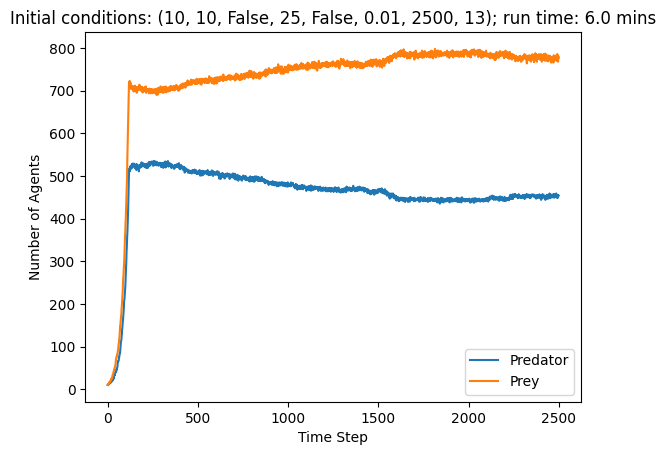 Initial conditions: (10, 10, False, 25, False, 0.01, 2500, 13); run time: 6.0 mins
800
700
600
500
400
300
200
100
0
Number of Agents
Predator
Prey
0 500 1000 1500 2000 2500
Time Step